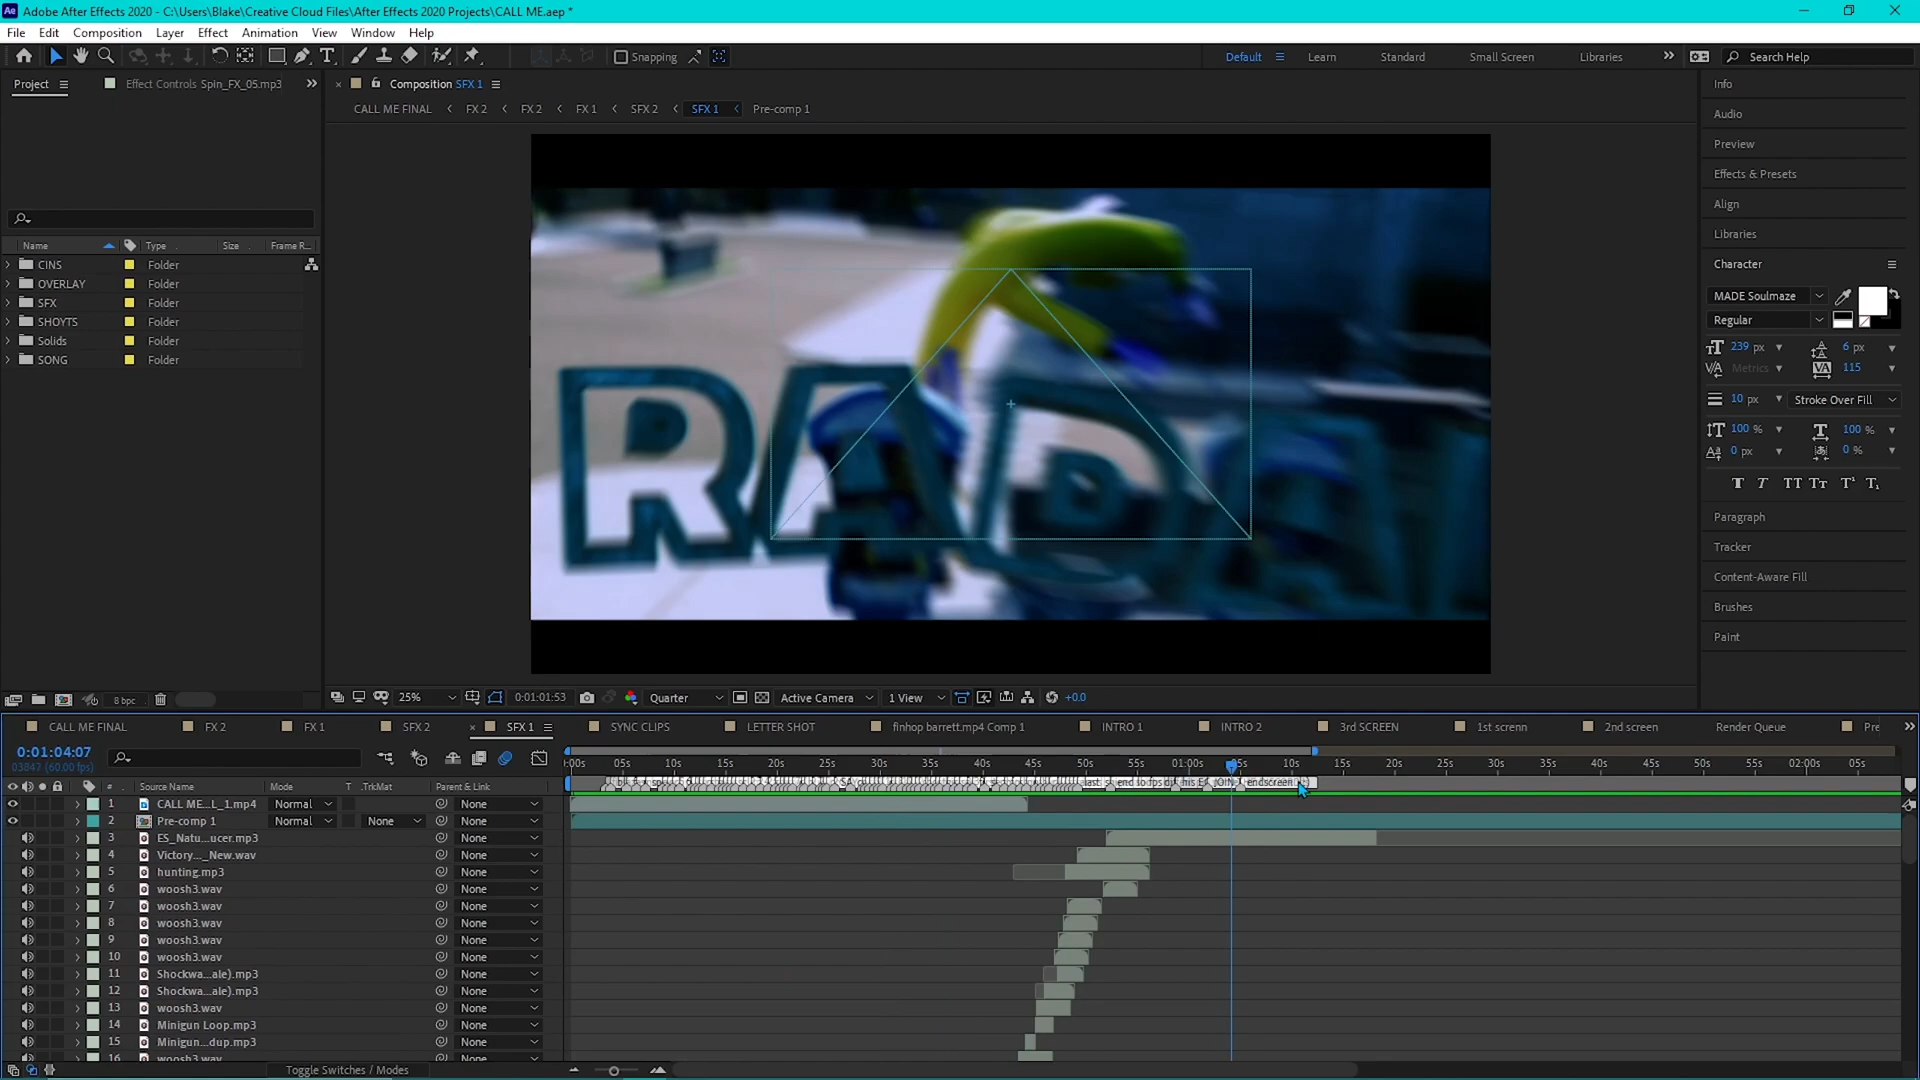 Adobe After Effects 2020 - C:\Users\Blake\Creative Cloud Files\After Effects 2020 Projects\CALL ME.aep *
File Edit Composition Layer Effect Animation View Window Help
Snapping Default Learn Standard Small Screen Libraries Search Help
Project Effect Controls Spin_FX_05.mp3
Composition SFX 1
CALL ME FINAL FX 2 FX 2 FX 1 SFX 2 SFX 1 Pre-comp 1
Name Type Size Frame R...
CINS Folder
OVERLAY Folder
SFX Folder
SHOYTS Folder
Solids Folder
SONG Folder
8 bpc
RAD
25% 0:01:01:53 Quarter Active Camera 1 View +0.0
Info
Audio
Preview
Effects & Presets
Align
Libraries
Character
MADE Soulmaze
Regular
239 px 6 px
Metrics 115
10 px Stroke Over Fill
100 % 100 %
0 px 0 %
Paragraph
Tracker
Content-Aware Fill
Brushes
Paint
CALL ME FINAL FX 2 FX 1 SFX 2 SFX 1 SYNC CLIPS LETTER SHOT finhop barrett.mp4 Comp 1 INTRO 1 INTRO 2 3rd SCREEN 1st screnn 2nd screen Render Queue Pre
0:01:04:07
03847 (60.00 fps)
:00s 05s 10s 15s 20s 25s 30s 35s 40s 45s 50s 55s 01:00s 05s 10s 15s 20s 25s 30s 35s 40s 45s 50s 55s 02:00s 05s
# Source Name Mode T .TrkMat Parent & Link
endscreen
1 CALL ME...L_1.mp4 Normal None
2 Pre-comp 1 Normal None None
3 ES_Natu...ucer.mp3 None
4 Victory..._New.wav None
5 hunting.mp3 None
6 woosh3.wav None
7 woosh3.wav None
8 woosh3.wav None
9 woosh3.wav None
10 woosh3.wav None
11 Shockwa...ale).mp3 None
12 Shockwa...ale).mp3 None
13 woosh3.wav None
14 Minigun Loop.mp3 None
15 Minigun...dup.mp3 None
16 woosh3.wav None
Toggle Switches / Modes